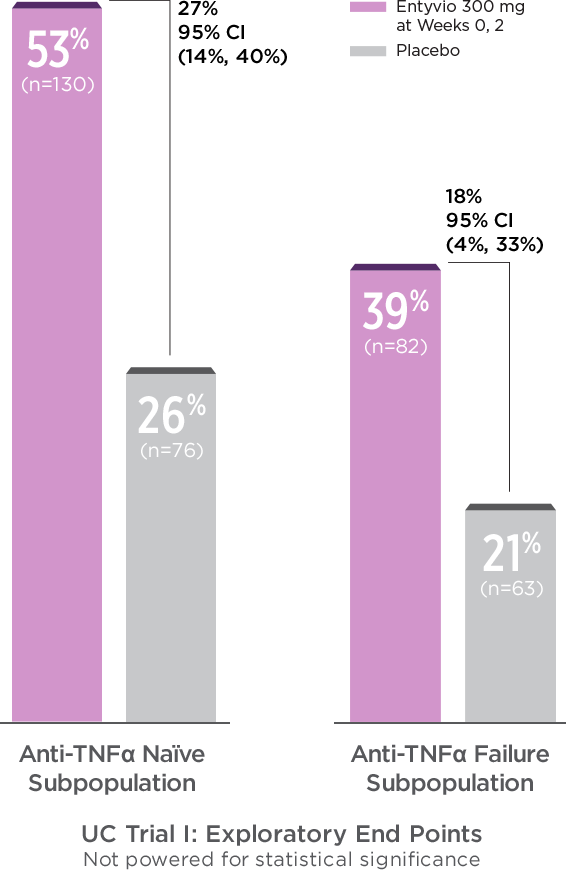 53%
(n=130)
27%
95% CI
(14%, 40%)
26%
(n=76)
Entyvio 300 mg
at Weeks 0, 2
Placebo
18%
95% CI
(4%, 33%)
39%
(n=82)
21%
(n=63)
Anti-TNFα Naïve
Subpopulation
Anti-TNFα Failure
Subpopulation
UC Trial I: Exploratory End Points
Not powered for statistical significance